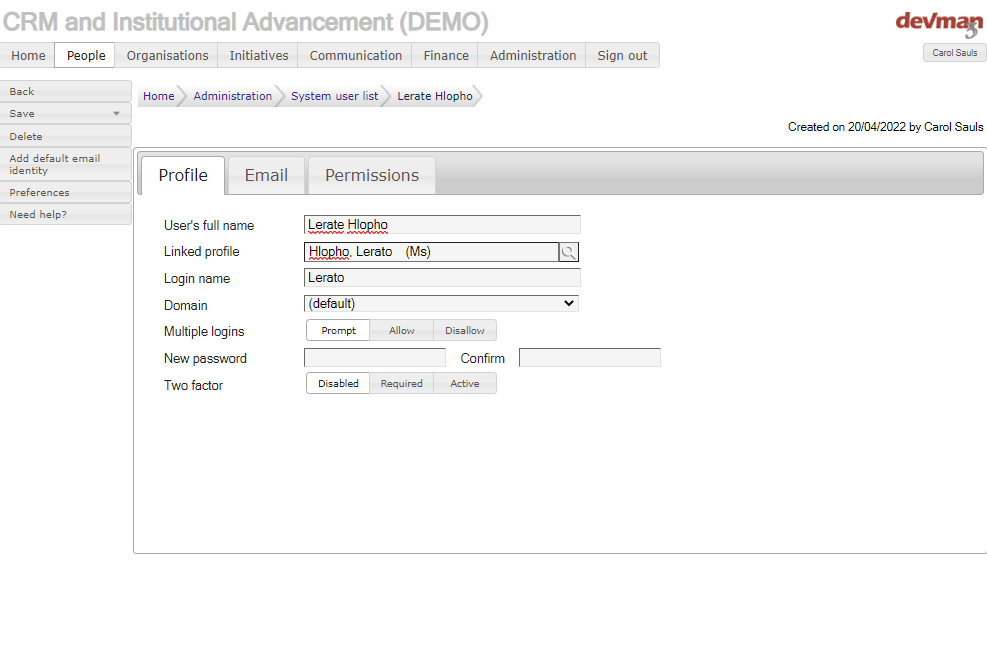 CRM and Institutional Advancement (DEMO)
devman
3
Home People Organisations Initiatives Communication Finance Administration Sign out
Carol Sauls
Back
Save
Delete
Add default email
identity
Preferences
Need help?
Home Administration System user list Lerate Hlopho
Created on 20/04/2022 by Carol Sauls
Profile Email Permissions
User's full name Lerate Hlopho
Linked profile Hlopho, Lerato (Ms)
Login name Lerato
Domain (default)
Multiple logins Prompt Allow Disallow
New password Confirm
Two factor Disabled Required Active